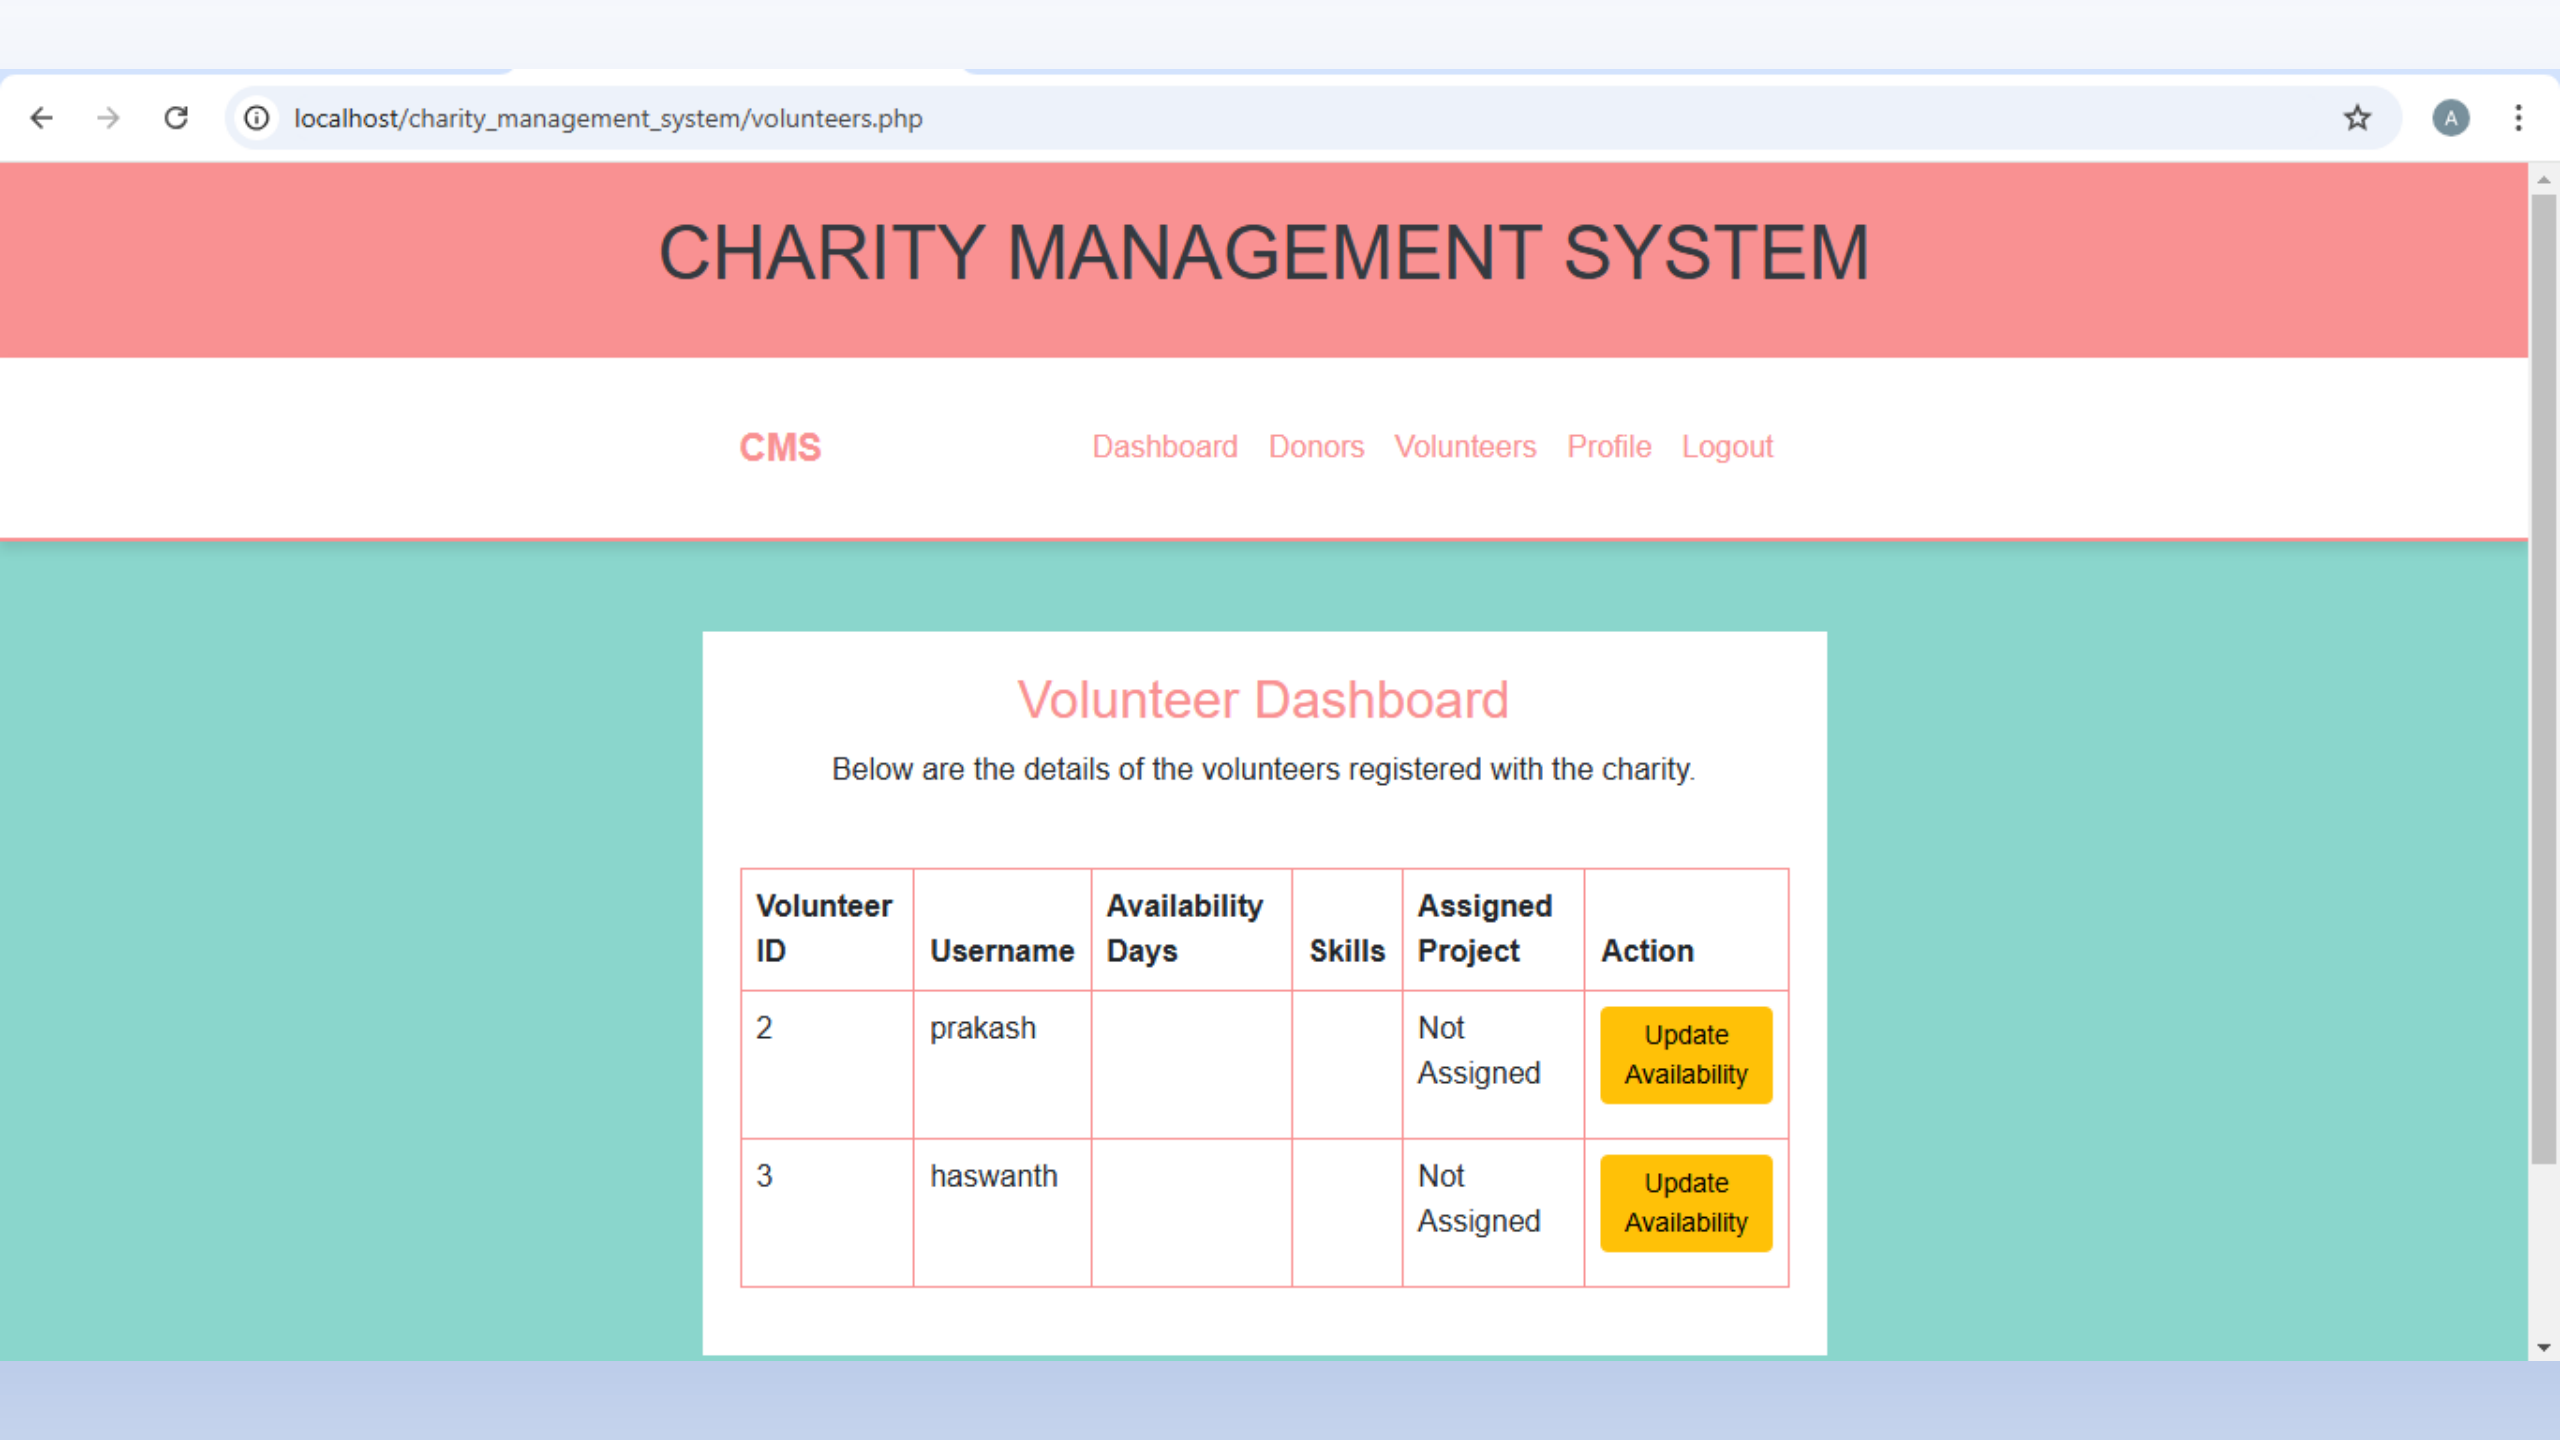 localhost/charity_management_system/volunteers.php
A
CHARITY MANAGEMENT SYSTEM
CMS Dashboard Donors Volunteers Profile Logout
Volunteer Dashboard
Below are the details of the volunteers registered with the charity.
Volunteer ID Username Availability Days Skills Assigned Project Action
2 prakash Not Assigned Update Availability
3 haswanth Not Assigned Update Availability